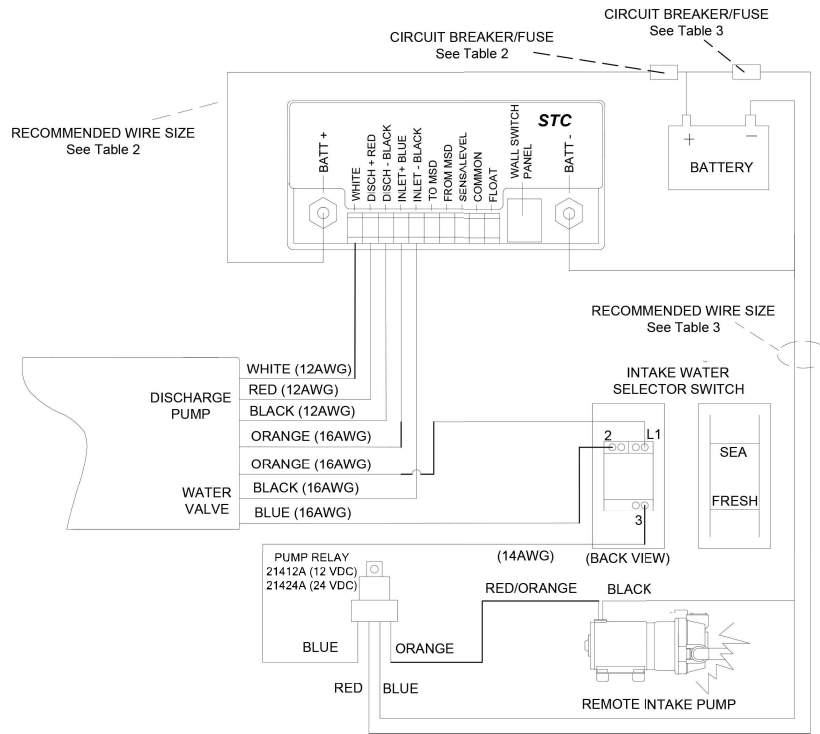 CIRCUIT BREAKER/FUSE
See Table 3
CIRCUIT BREAKER/FUSE
See Table 2
RECOMMENDED WIRE SIZE
See Table 2
BATT +
WHITE
DISCH + RED
DISCH - BLACK
INLET+ BLUE
INLET - BLACK
TO MSD
FROM MSD
SENSALEVEL
COMMON
FLOAT
WALL SWITCH
PANEL
STC
BATT -
+ −
BATTERY
RECOMMENDED WIRE SIZE
See Table 3
DISCHARGE
PUMP
WHITE (12AWG)
RED (12AWG)
BLACK (12AWG)
ORANGE (16AWG)
ORANGE (16AWG)
WATER
VALVE
BLACK (16AWG)
BLUE (16AWG)
INTAKE WATER
SELECTOR SWITCH
2 L1
3
SEA
FRESH
(14AWG)
(BACK VIEW)
PUMP RELAY
21412A (12 VDC)
21424A (24 VDC)
RED/ORANGE
BLACK
BLUE
ORANGE
RED
BLUE
REMOTE INTAKE PUMP